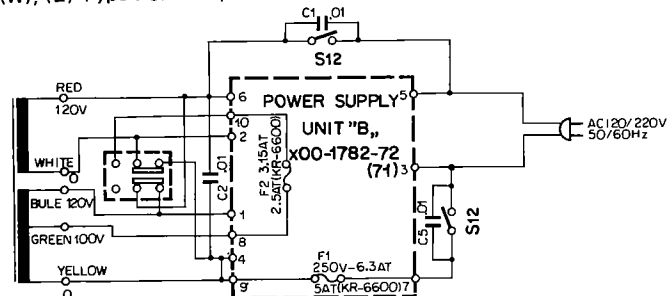 C1 .01
S12
RED
120V
6
POWER SUPPLY
5
10
2
UNIT "B„
x00-1782-72
(71)
3
AC120/220V
50/60Hz
WHITE
0
BULE 120V
C2 .01
F2 3.15AT
2.5AT(KR-6600)
1
GREEN 100V
8
4
C5 .01
S12
YELLOW
0
9
F1
250V-6.3AT
5AT(KR-6600)
7